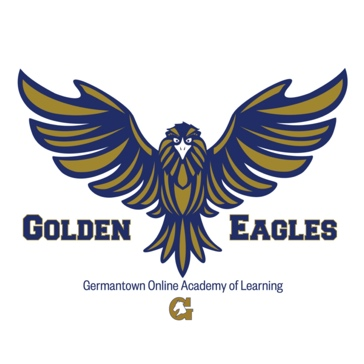 GOLDEN EAGLES
Germantown Online Academy of Learning
G